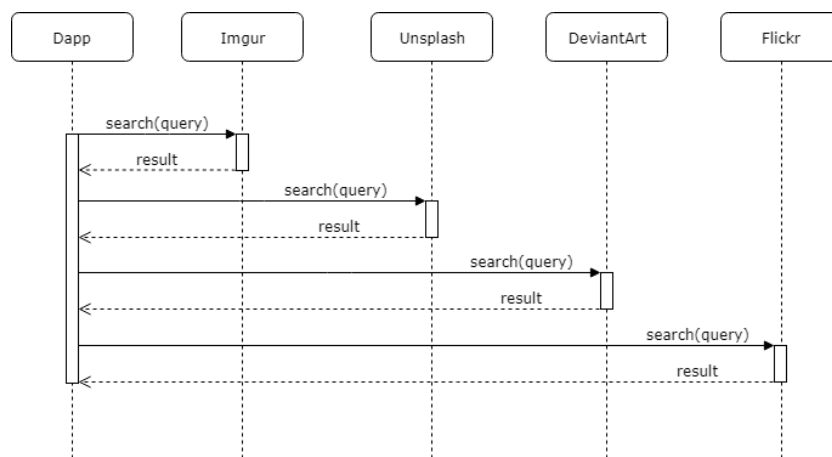 Dapp
Imgur
Unsplash
DeviantArt
Flickr
search(query)
result
search(query)
result
search(query)
result
search(query)
result